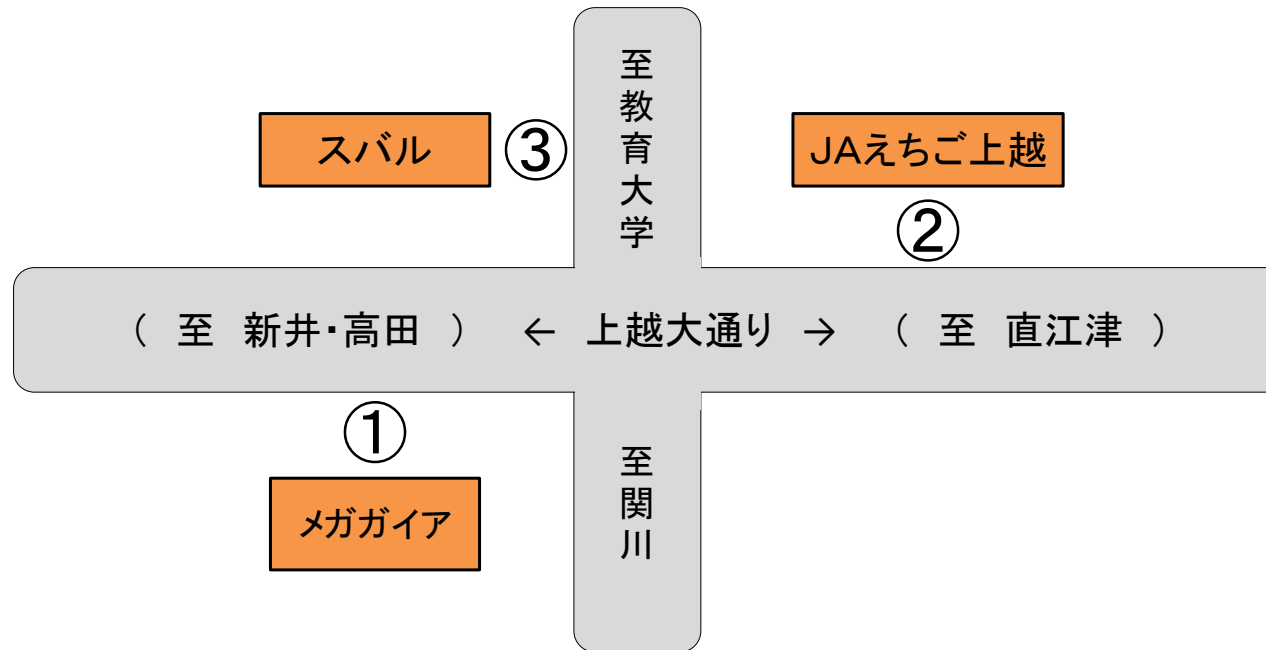 至教育大学
スバル
③
JAえちご上越
②
（　至　新井・高田　）　←　上越大通り　→　（　至　直江津　）
①
メガガイア
至関川